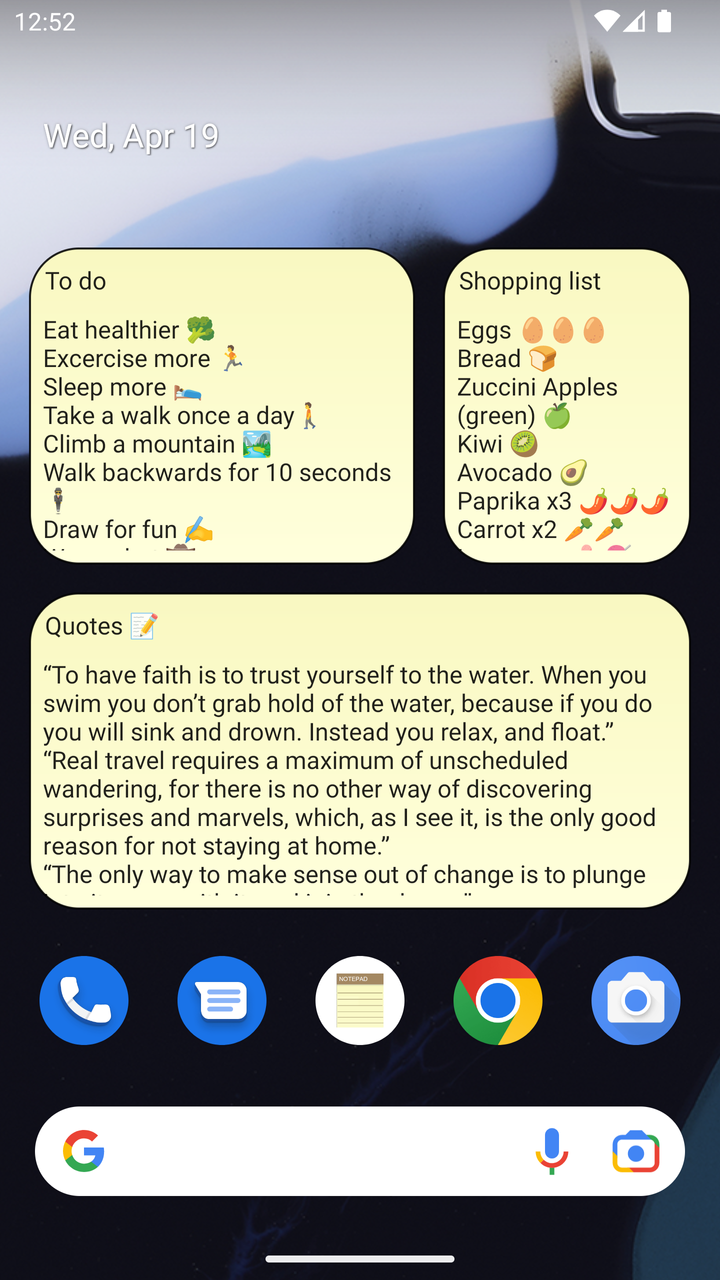 12:52
Wed, Apr 19
To do
Eat healthier 🥦
Excercise more 🏃
Sleep more 🛌
Take a walk once a day 🚶
Climb a mountain 🏞️
Walk backwards for 10 seconds
🕴️
Draw for fun ✍️
Shopping list
Eggs 🥚🥚🥚
Bread 🍞
Zuccini Apples
(green) 🍏
Kiwi 🥝
Avocado 🥑
Paprika x3 🌶️🌶️🌶️
Carrot x2 🥕🥕
Quotes 📝
“To have faith is to trust yourself to the water. When you
swim you don’t grab hold of the water, because if you do
you will sink and drown. Instead you relax, and float.”
“Real travel requires a maximum of unscheduled
wandering, for there is no other way of discovering
surprises and marvels, which, as I see it, is the only good
reason for not staying at home.”
“The only way to make sense out of change is to plunge
NOTEPAD